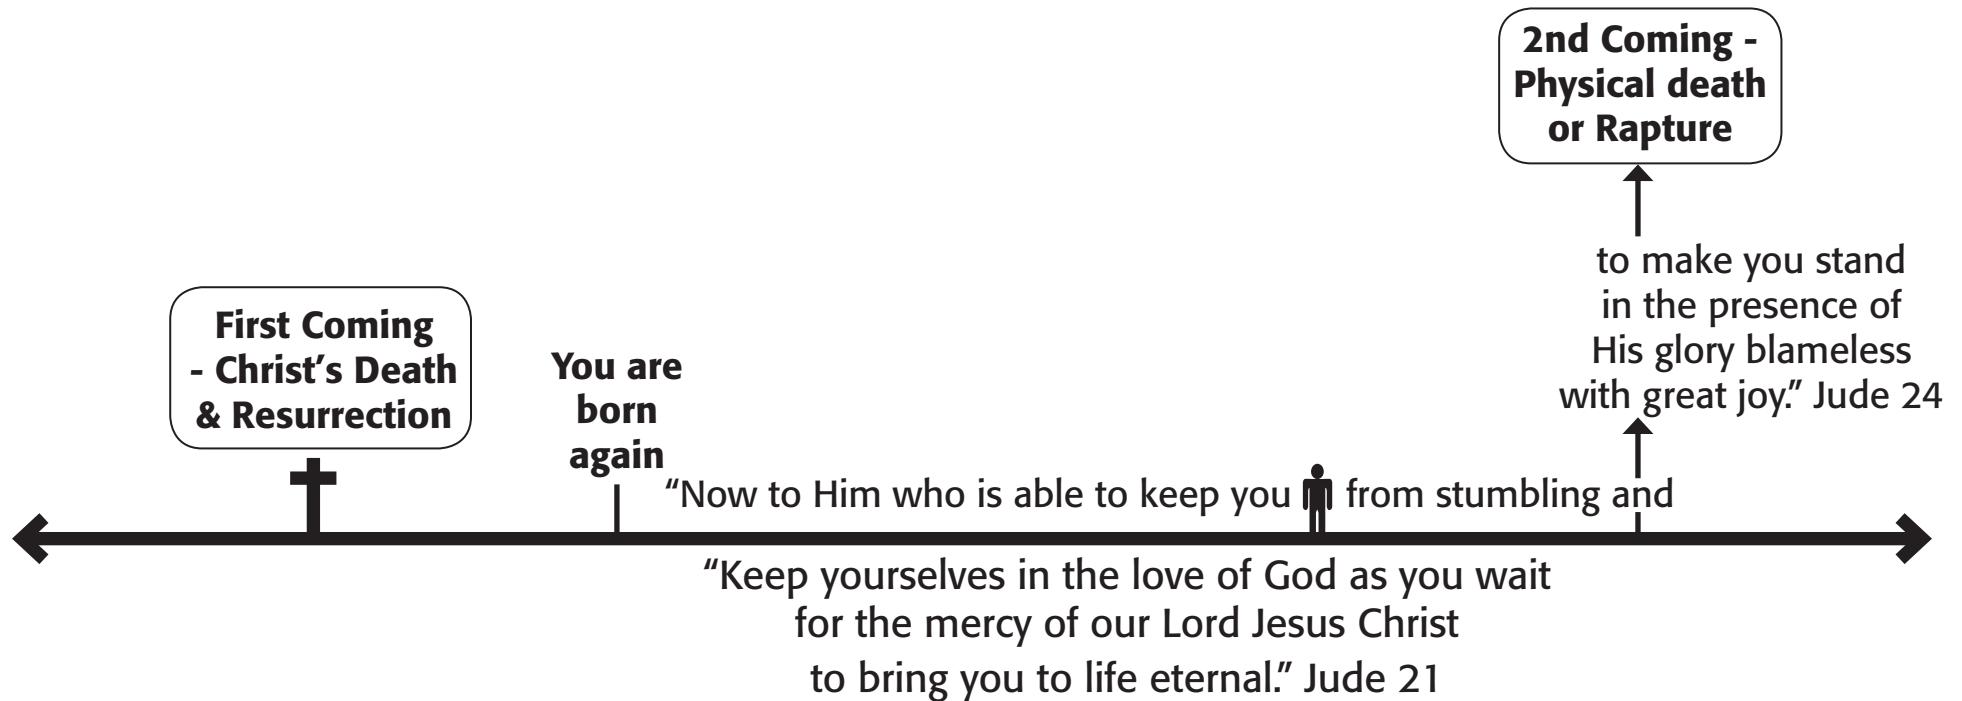 2nd Coming -
Physical death
or Rapture
to make you stand
in the presence of
His glory blameless
with great joy.” Jude 24
First Coming
- Christ’s Death
& Resurrection
You are
born
again
“Now to Him who is able to keep you from stumbling and
“Keep yourselves in the love of God as you wait
for the mercy of our Lord Jesus Christ
to bring you to life eternal.” Jude 21